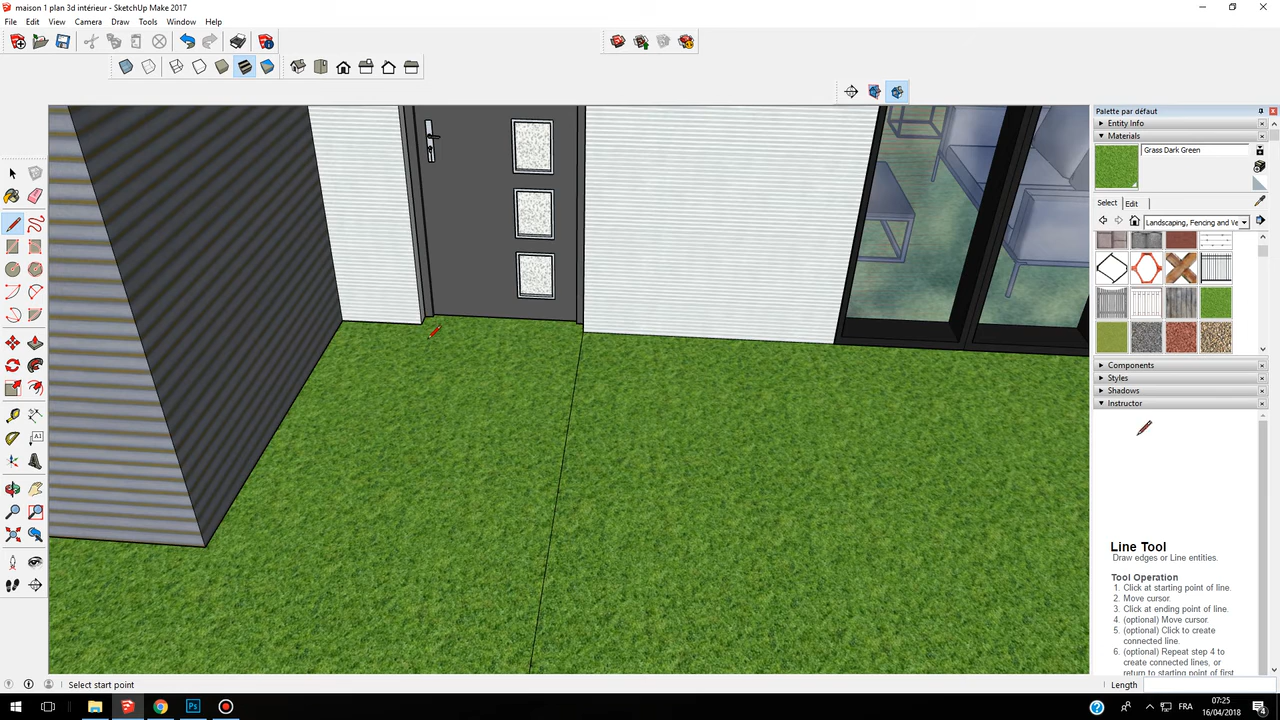 maison 1 plan 3d intérieur - SketchUp Make 2017
File Edit View Camera Draw Tools Window Help
Palette par défaut
Entity Info
Materials
Grass Dark Green
Select Edit
Landscaping, Fencing and Ve
Components
Styles
Shadows
Instructor
Line Tool
Draw edges or Line entities.
Tool Operation
1. Click at starting point of line.
2. Move cursor.
3. Click at ending point of line.
4. (optional) Move cursor.
5. (optional) Click to create
connected line.
6. (optional) Repeat step 4 to
create connected lines, or
return to starting point of first
Select start point
Length
Ps
FRA
07:25
16/04/2018